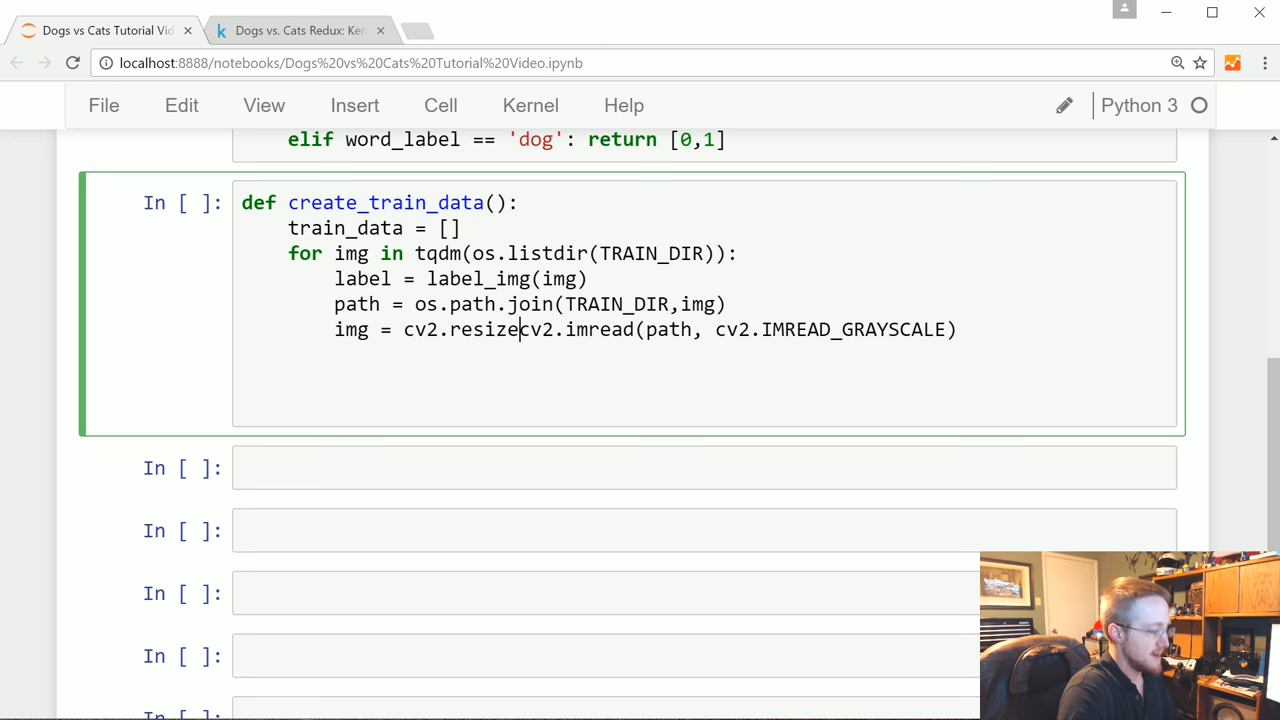 Dogs vs Cats Tutorial Vid
Dogs vs. Cats Redux: Ker
localhost:8888/notebooks/Dogs%20vs%20Cats%20Tutorial%20Video.ipynb
File Edit View Insert Cell Kernel Help Python 3
elif word_label == 'dog': return [0,1]
In [ ]: def create_train_data():
train_data = []
for img in tqdm(os.listdir(TRAIN_DIR)):
label = label_img(img)
path = os.path.join(TRAIN_DIR,img)
img = cv2.resizecv2.imread(path, cv2.IMREAD_GRAYSCALE)
In [ ]:
In [ ]:
In [ ]:
In [ ]:
In [ ]: